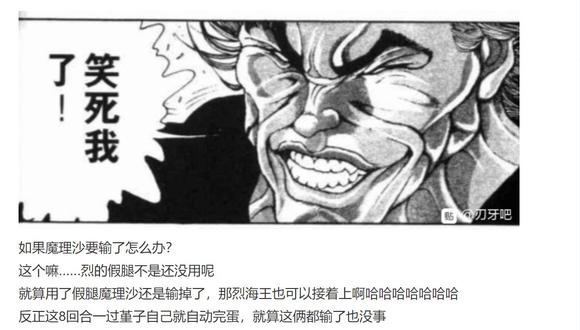 笑死我
了！
贴 @刃牙吧
如果魔理沙要输了怎么办?
这个嘛......烈的假腿不是还没用呢
就算用了假腿魔理沙还是输掉了，那烈海王也可以接着上啊哈哈哈哈哈哈哈
反正这8回合一过堇子自己就自动完蛋，就算这俩都输了也没事